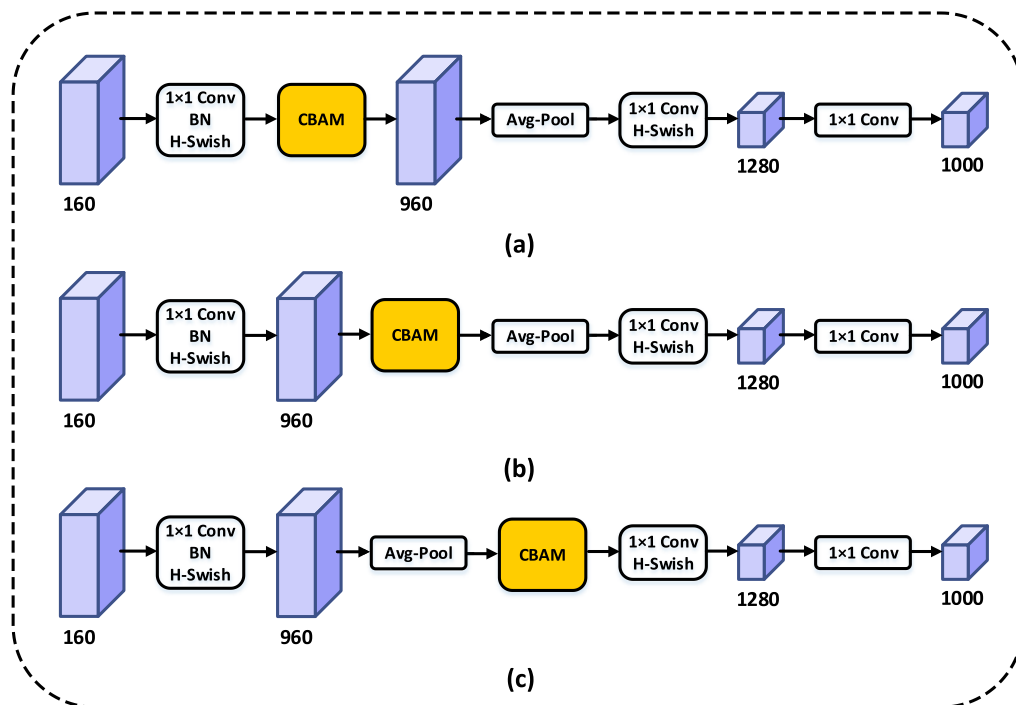 1×1 Conv
BN
H-Swish
CBAM
Avg-Pool
1×1 Conv
H-Swish
1×1 Conv
160
960
1280
1000
(a)
1×1 Conv
BN
H-Swish
CBAM
Avg-Pool
1×1 Conv
H-Swish
1×1 Conv
160
960
1280
1000
(b)
1×1 Conv
BN
H-Swish
Avg-Pool
CBAM
1×1 Conv
H-Swish
1×1 Conv
160
960
1280
1000
(c)